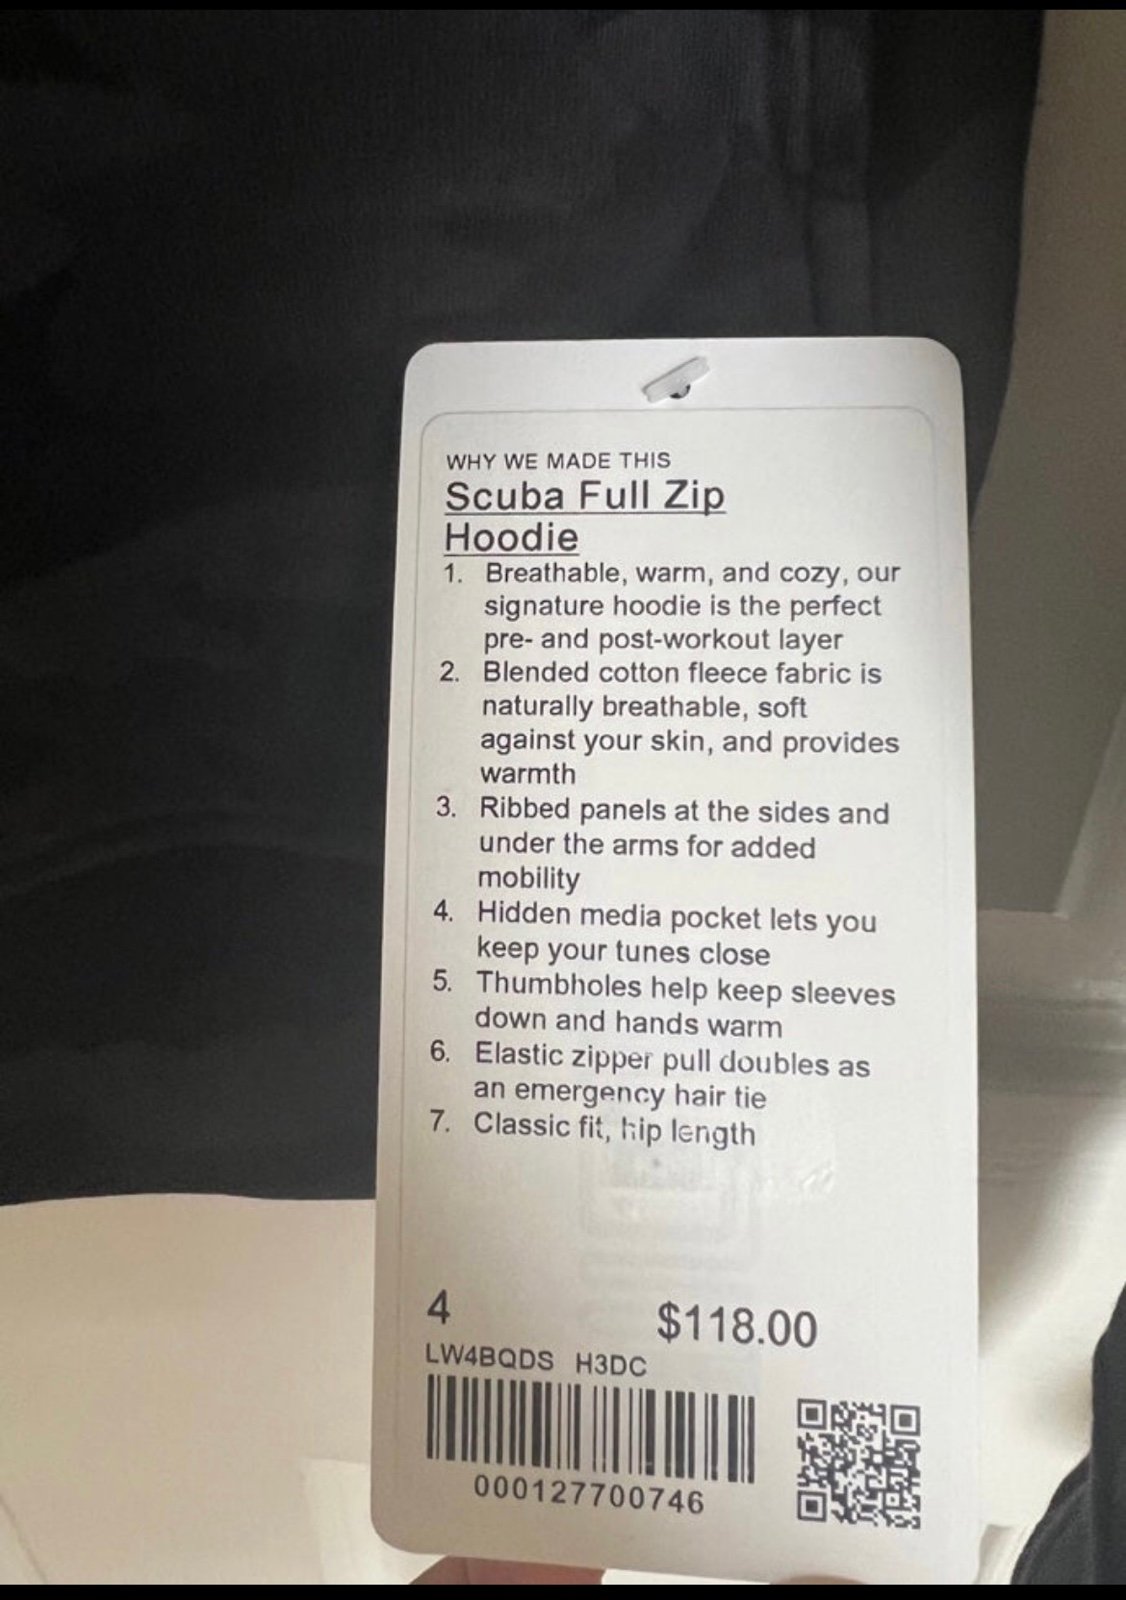 WHY WE MADE THIS
Scuba Full Zip
Hoodie
1. Breathable, warm, and cozy, our
signature hoodie is the perfect
pre- and post-workout layer
2. Blended cotton fleece fabric is
naturally breathable, soft
against your skin, and provides
warmth
3. Ribbed panels at the sides and
under the arms for added
mobility
4. Hidden media pocket lets you
keep your tunes close
5. Thumbholes help keep sleeves
down and hands warm
6. Elastic zipper pull doubles as
an emergency hair tie
7. Classic fit, hip length
4 $118.00
LW4BQDS H3DC
000127700746